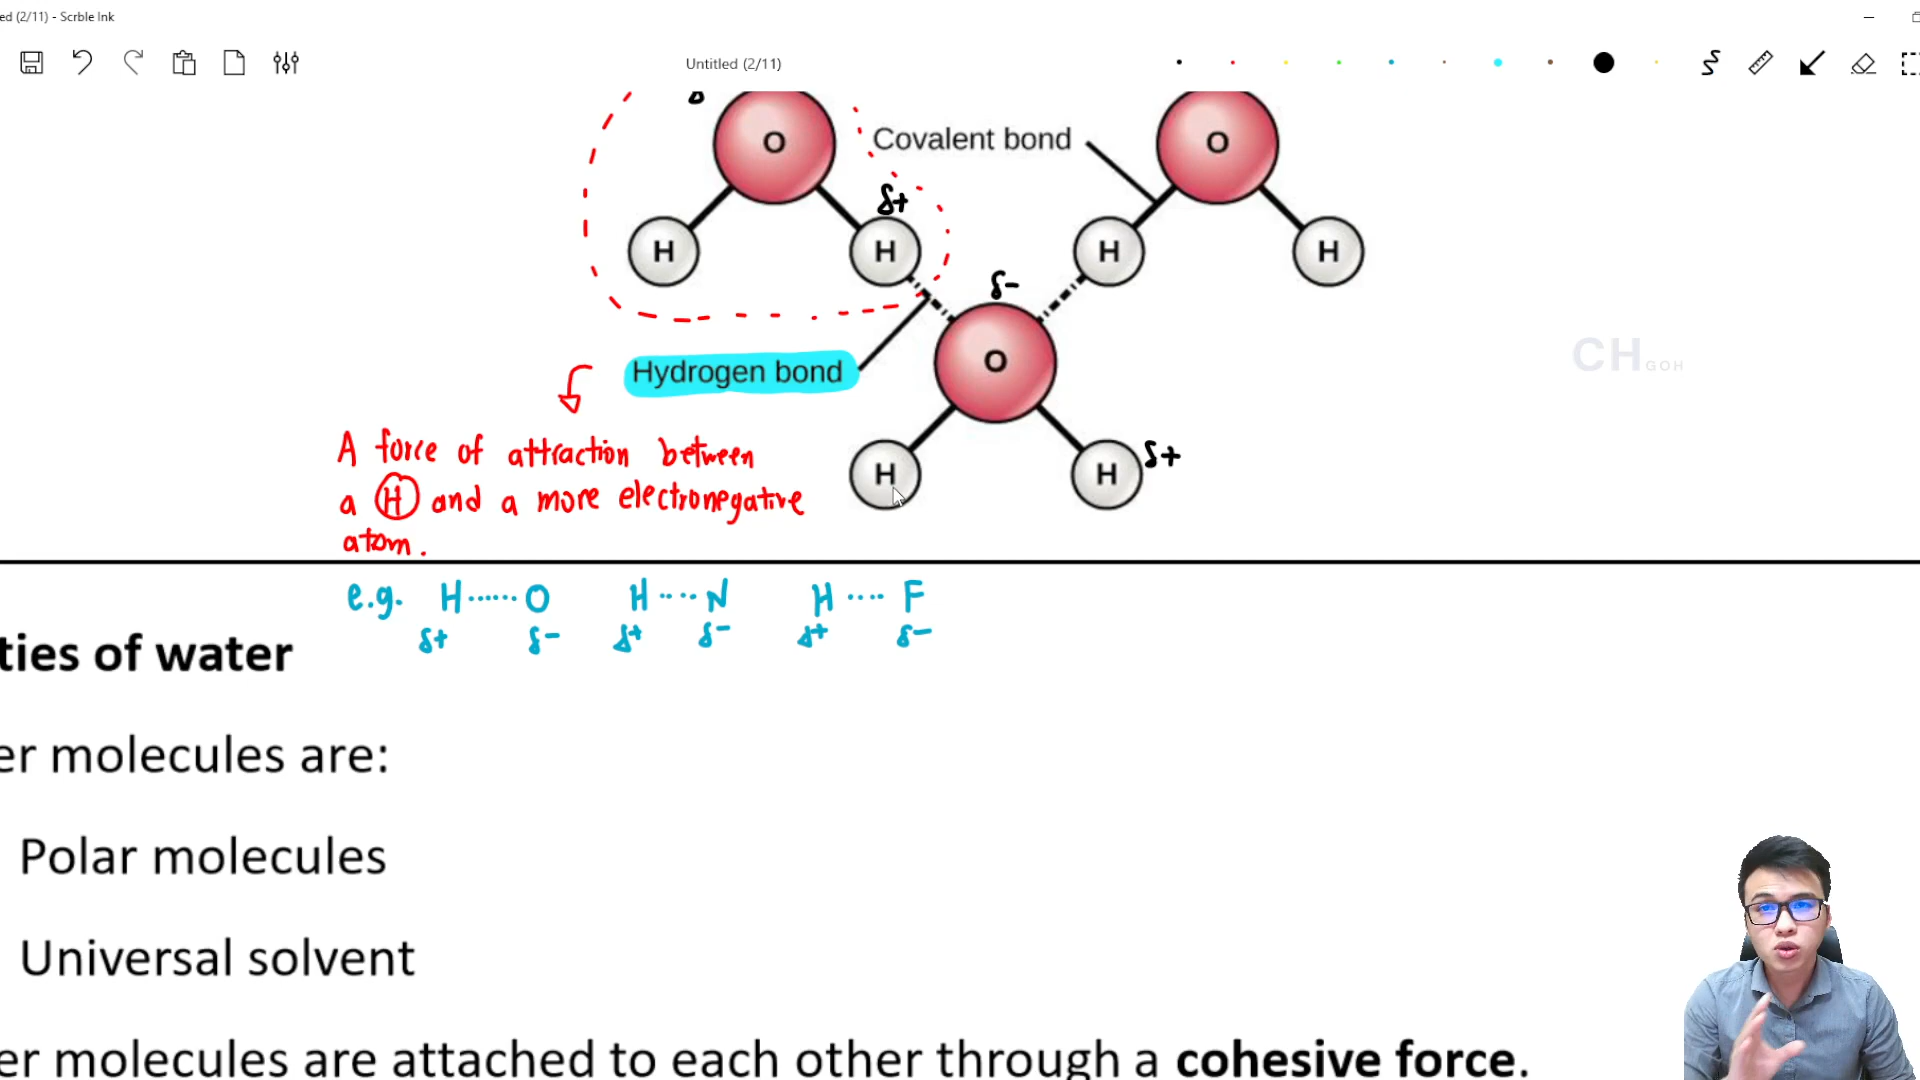 ed (2/11) - Scrble Ink
Untitled (2/11)
O
Covalent bond
O
δ+
H
H
H
H
δ-
Hydrogen bond
O
CH GOH
A force of attraction between
a H and a more electronegative
atom.
H
H
δ+
e.g. H······O H····N H····F
δ+ δ- δ+ δ- δ+ δ-
ties of water
er molecules are:
Polar molecules
Universal solvent
er molecules are attached to each other through a cohesive force.